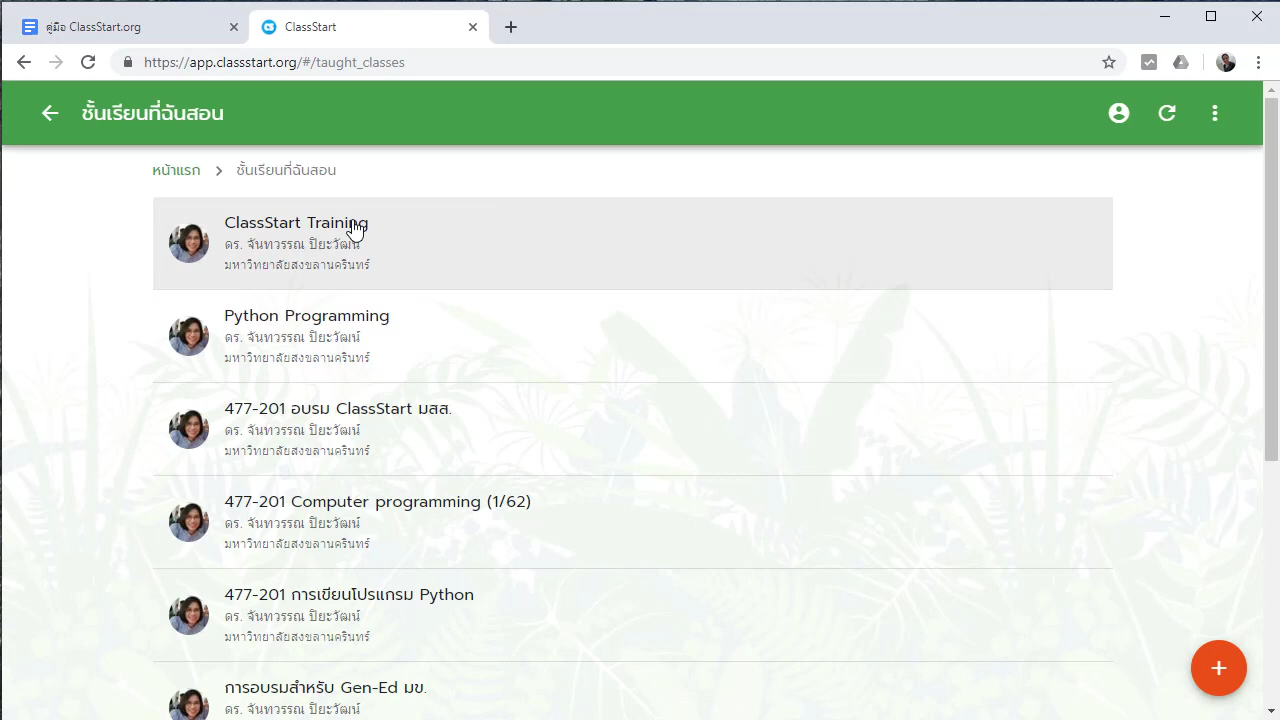 คู่มือ ClassStart.org
ClassStart
https://app.classstart.org/#/taught_classes
ชั้นเรียนที่ฉันสอน
หน้าแรก > ชั้นเรียนที่ฉันสอน
ClassStart Training
ดร. จันทวรรณ ปิยะวัฒน์
มหาวิทยาลัยสงขลานครินทร์
Python Programming
ดร. จันทวรรณ ปิยะวัฒน์
มหาวิทยาลัยสงขลานครินทร์
477-201 อบรม ClassStart มสส.
ดร. จันทวรรณ ปิยะวัฒน์
มหาวิทยาลัยสงขลานครินทร์
477-201 Computer programming (1/62)
ดร. จันทวรรณ ปิยะวัฒน์
มหาวิทยาลัยสงขลานครินทร์
477-201 การเขียนโปรแกรม Python
ดร. จันทวรรณ ปิยะวัฒน์
มหาวิทยาลัยสงขลานครินทร์
การอบรมสำหรับ Gen-Ed มข.
ดร. จันทวรรณ ปิยะวัฒน์